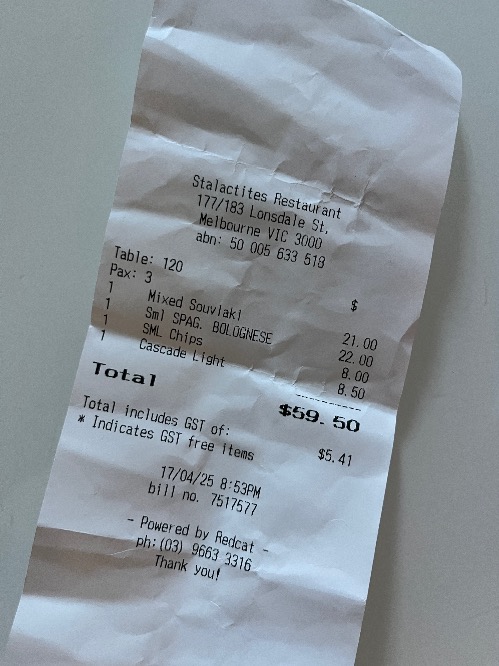 Stalactites Restaurant
177/183 Lonsdale St,
Melbourne VIC 3000
abn: 50 005 633 518
Table: 120
Pax: 3
$
1 Mixed Souvlaki 21.00
1 Sml SPAG. BOLOGNESE 22.00
1 SML Chips 8.00
1 Cascade Light 8.50
Total $59.50
Total includes GST of: $5.41
* Indicates GST free items
17/04/25 8:53PM
bill no. 7517577
- Powered by Redcat -
ph:(03) 9663 3316
Thank you!